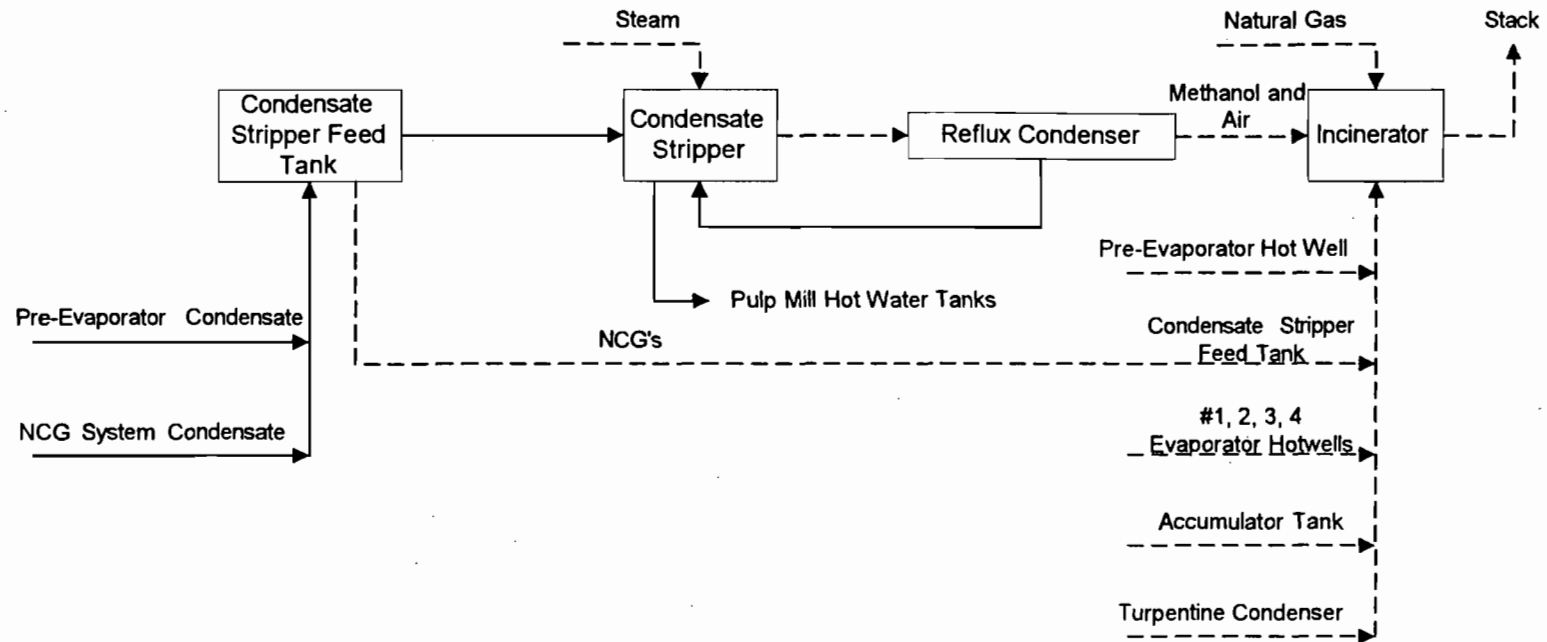 Steam
Natural Gas
Stack
Condensate
Stripper Feed
Tank
Condensate
Stripper
Reflux Condenser
Methanol and
Air
Incinerator
Pre-Evaporator Hot Well
Pulp Mill Hot Water Tanks
Pre-Evaporator Condensate
NCG's
Condensate Stripper
Feed Tank
NCG System Condensate
#1, 2, 3, 4
Evaporator Hotwells
Accumulator Tank
Turpentine Condenser